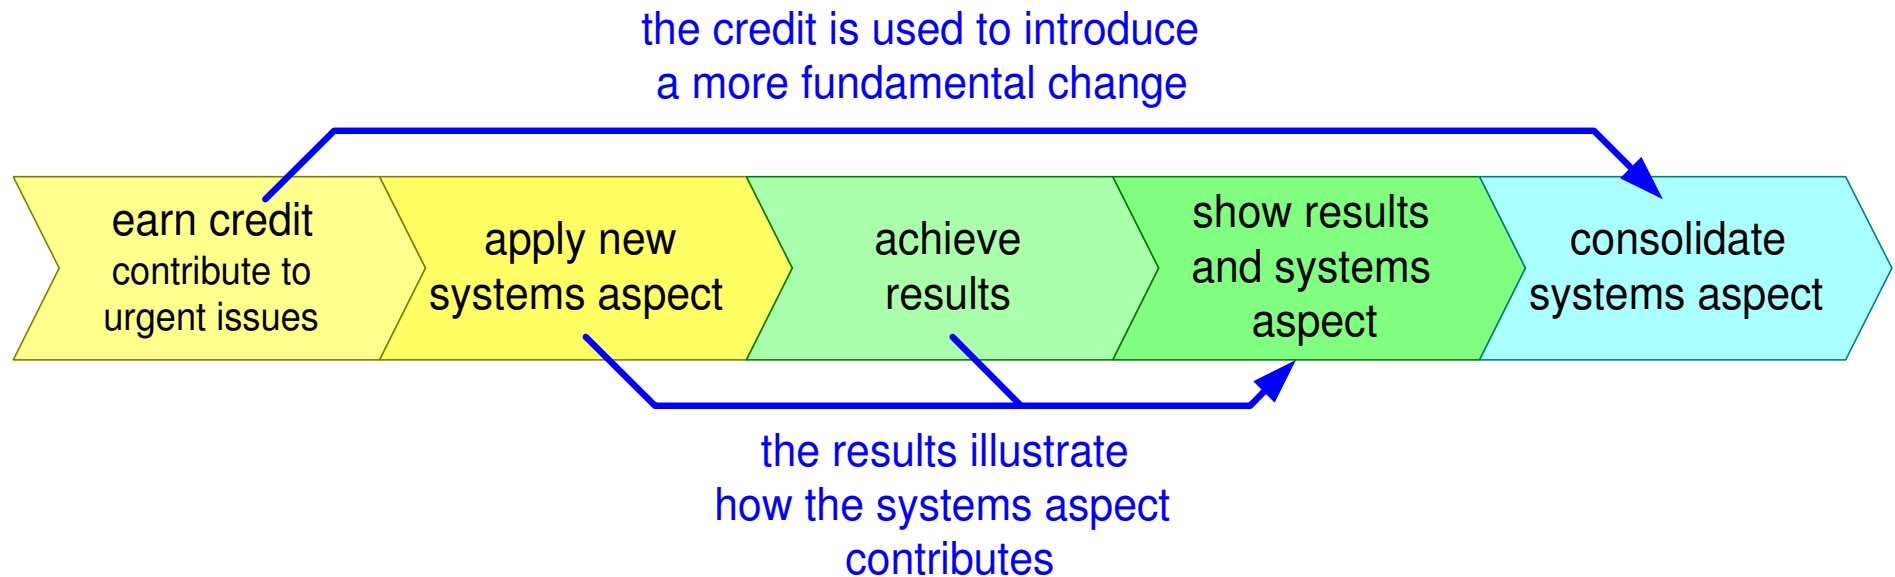 the credit is used to introduce
a more fundamental change
earn credit
contribute to
urgent issues
apply new
systems aspect
achieve
results
show results
and systems
aspect
consolidate
systems aspect
the results illustrate
how the systems aspect
contributes